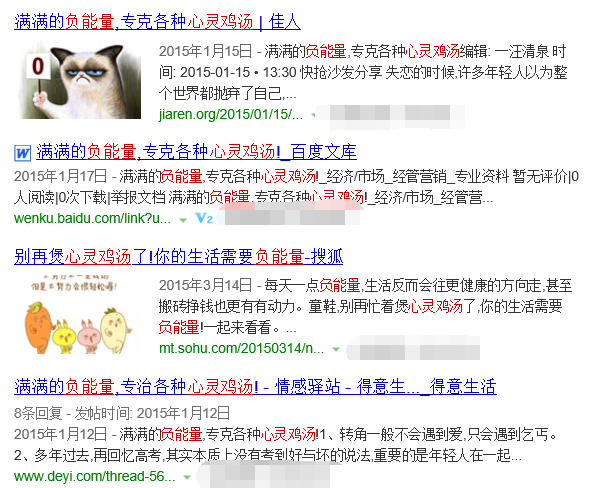 满满的负能量,专克各种心灵鸡汤 | 佳人
2015年1月15日 - 满满的负能量,专克各种心灵鸡汤编辑: 一汪清泉 时
间: 2015-01-15 • 13:30 快抢沙发分享 失恋的时候,许多年轻人以为整
个世界都抛弃了自己,...
0
jiaren.org/2015/01/15/...
W 满满的负能量,专克各种心灵鸡汤!_百度文库
2015年1月17日 - 满满的负能量,专克各种心灵鸡汤!_经济/市场_经管营销_专业资料 暂无评价|0
人阅读|0次下载|举报文档 满满的负能量,专克各种心灵鸡汤!_经济/市场_经管营...
wenku.baidu.com/link?u... V2
别再煲心灵鸡汤了!你的生活需要负能量-搜狐
但是不努力会很轻松喔!
2015年3月14日 - 每天一点负能量,生活反而会往更健康的方向走,甚至
搬砖挣钱也更有有动力。童鞋,别再忙着煲心灵鸡汤了,你的生活需要
负能量!一起来看看。...
mt.sohu.com/20150314/n...
满满的负能量,专治各种心灵鸡汤! - 情感驿站 - 得意生..._得意生活
8条回复 - 发帖时间: 2015年1月12日
2015年1月12日 - 满满的负能量,专克各种心灵鸡汤!1、转角一般不会遇到爱,只会遇到乞丐。
2、多年过去,再回忆高考,其实本质上没有考到好与坏的说法,重要的是年轻人在一起...
www.deyi.com/thread-56...